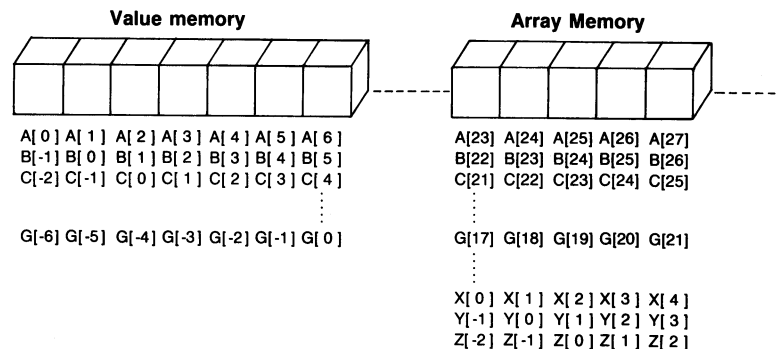 Value memory Array Memory
A[ 0] A[ 1] A[ 2] A[ 3] A[ 4] A[ 5] A[ 6] A[23] A[24] A[25] A[26] A[27]
B[-1] B[ 0] B[ 1] B[ 2] B[ 3] B[ 4] B[ 5] B[22] B[23] B[24] B[25] B[26]
C[-2] C[-1] C[ 0] C[ 1] C[ 2] C[ 3] C[ 4] C[21] C[22] C[23] C[24] C[25]
G[-6] G[-5] G[-4] G[-3] G[-2] G[-1] G[ 0] G[17] G[18] G[19] G[20] G[21]
X[ 0] X[ 1] X[ 2] X[ 3] X[ 4]
Y[-1] Y[ 0] Y[ 1] Y[ 2] Y[ 3]
Z[-2] Z[-1] Z[ 0] Z[ 1] Z[ 2]